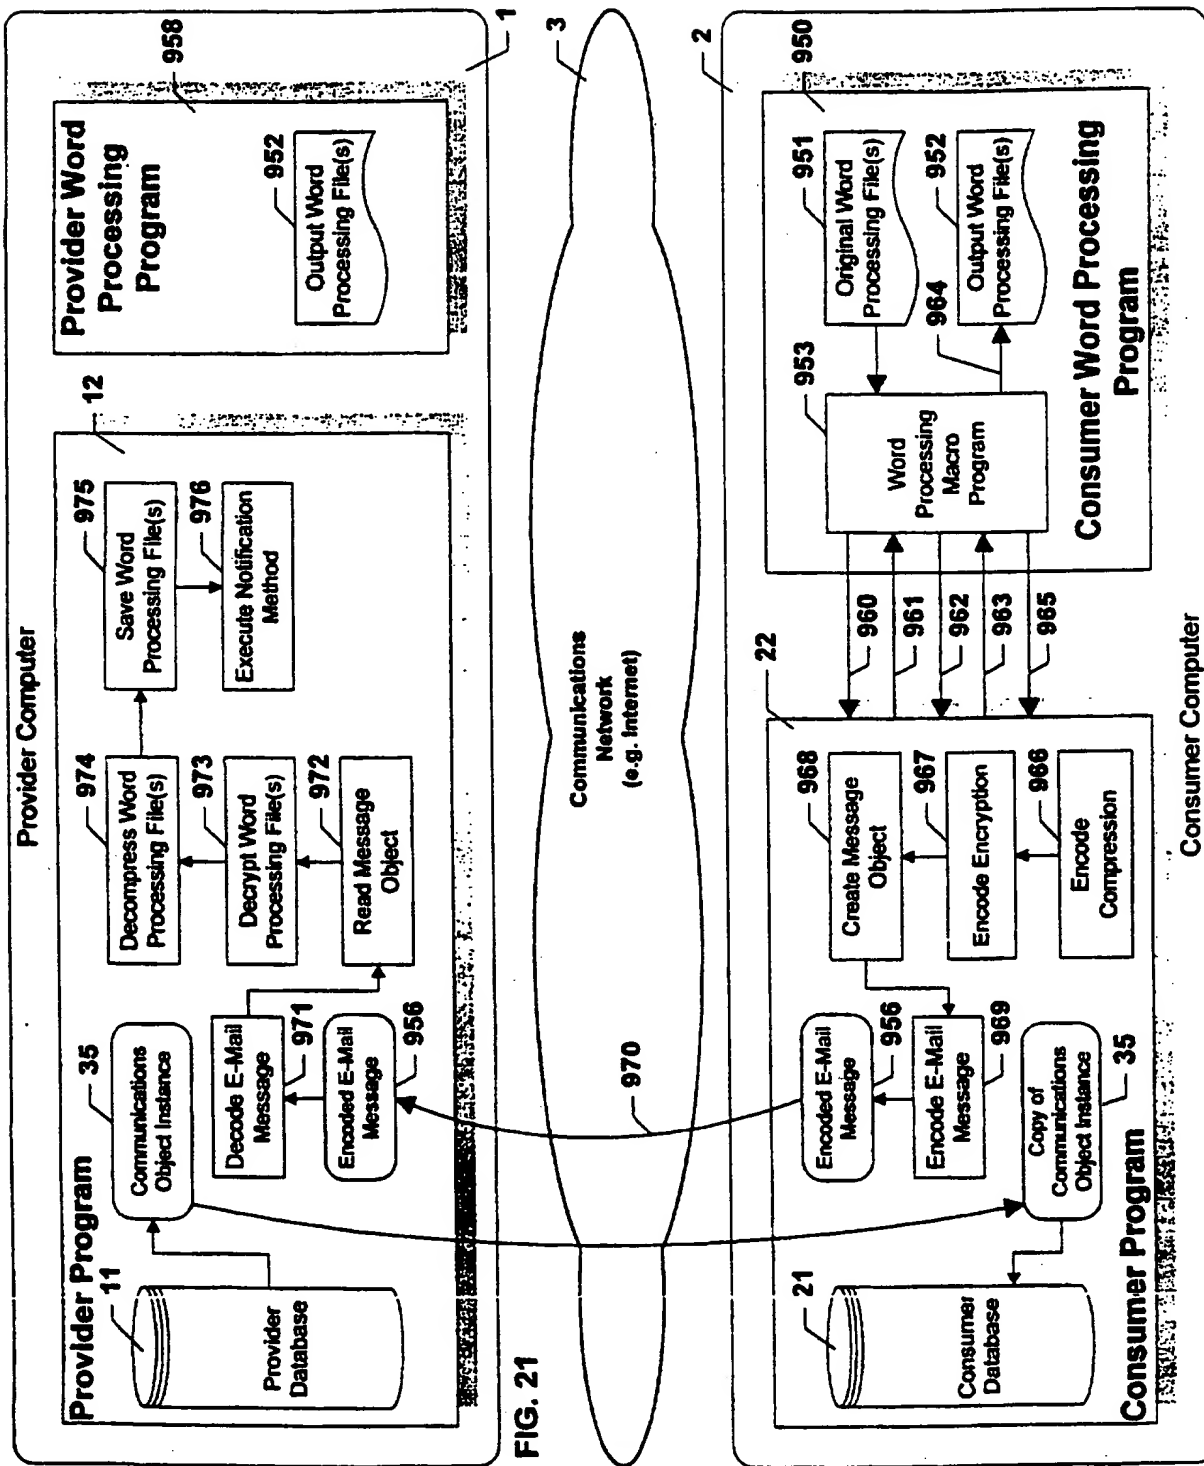 Provider Computer
Provider Program
12
11
Provider
Database
35
Communications
Object Instance
Decode E-Mail
Message
971
Encoded E-Mail
Message
956
974
Decompress Word
Processing File(s)
973
Decrypt Word
Processing File(s)
972
Read Message
Object
975
Save Word
Processing File(s)
976
Execute Notification
Method
Provider Word
Processing
Program
958
952
Output Word
Processing File(s)
1
FIG. 21
970
Communications
Network
(e.g. Internet)
3
2
22
21
Consumer
Database
Encoded E-Mail
Message
956
Encode E-Mail
Message
969
Copy of
Communications
Object Instance
35
968
Create Message
Object
967
Encode Encryption
966
Encode
Compression
Consumer Program
960
961
962
963
965
950
953
Word
Processing
Macro
Program
951
Original Word
Processing File(s)
952
Output Word
Processing File(s)
964
Consumer Word Processing
Program
Consumer Computer